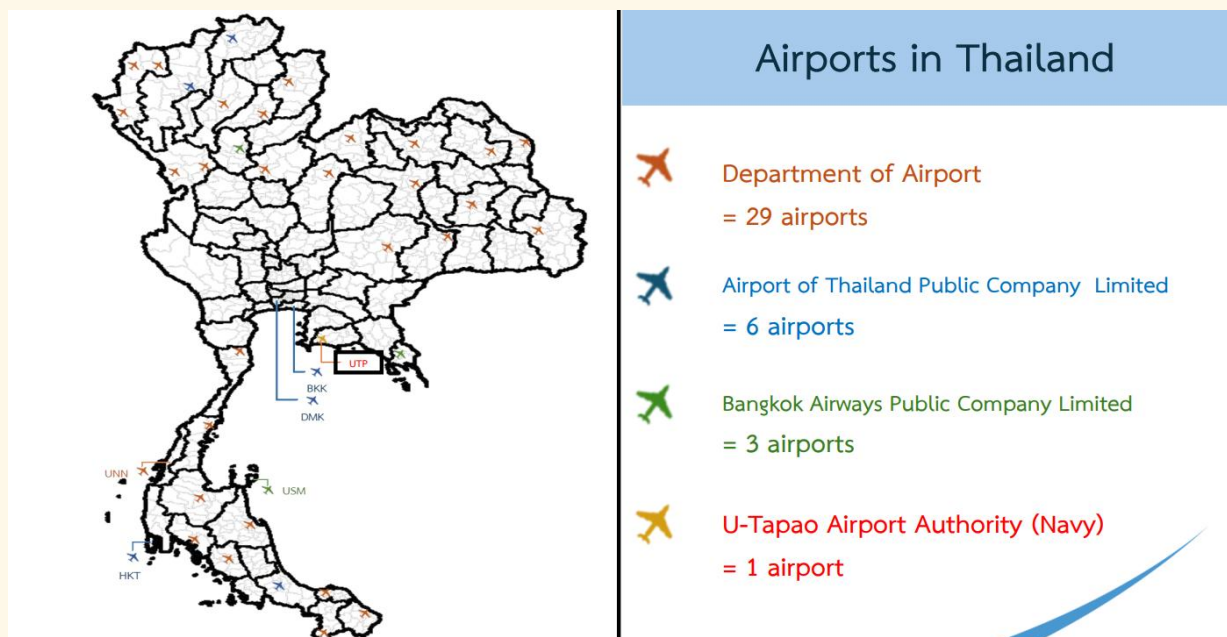 Airports in Thailand
Department of Airport
= 29 airports
Airport of Thailand Public Company Limited
= 6 airports
Bangkok Airways Public Company Limited
= 3 airports
U-Tapao Airport Authority (Navy)
= 1 airport
UTP
BKK
DMK
UNN
USM
HKT